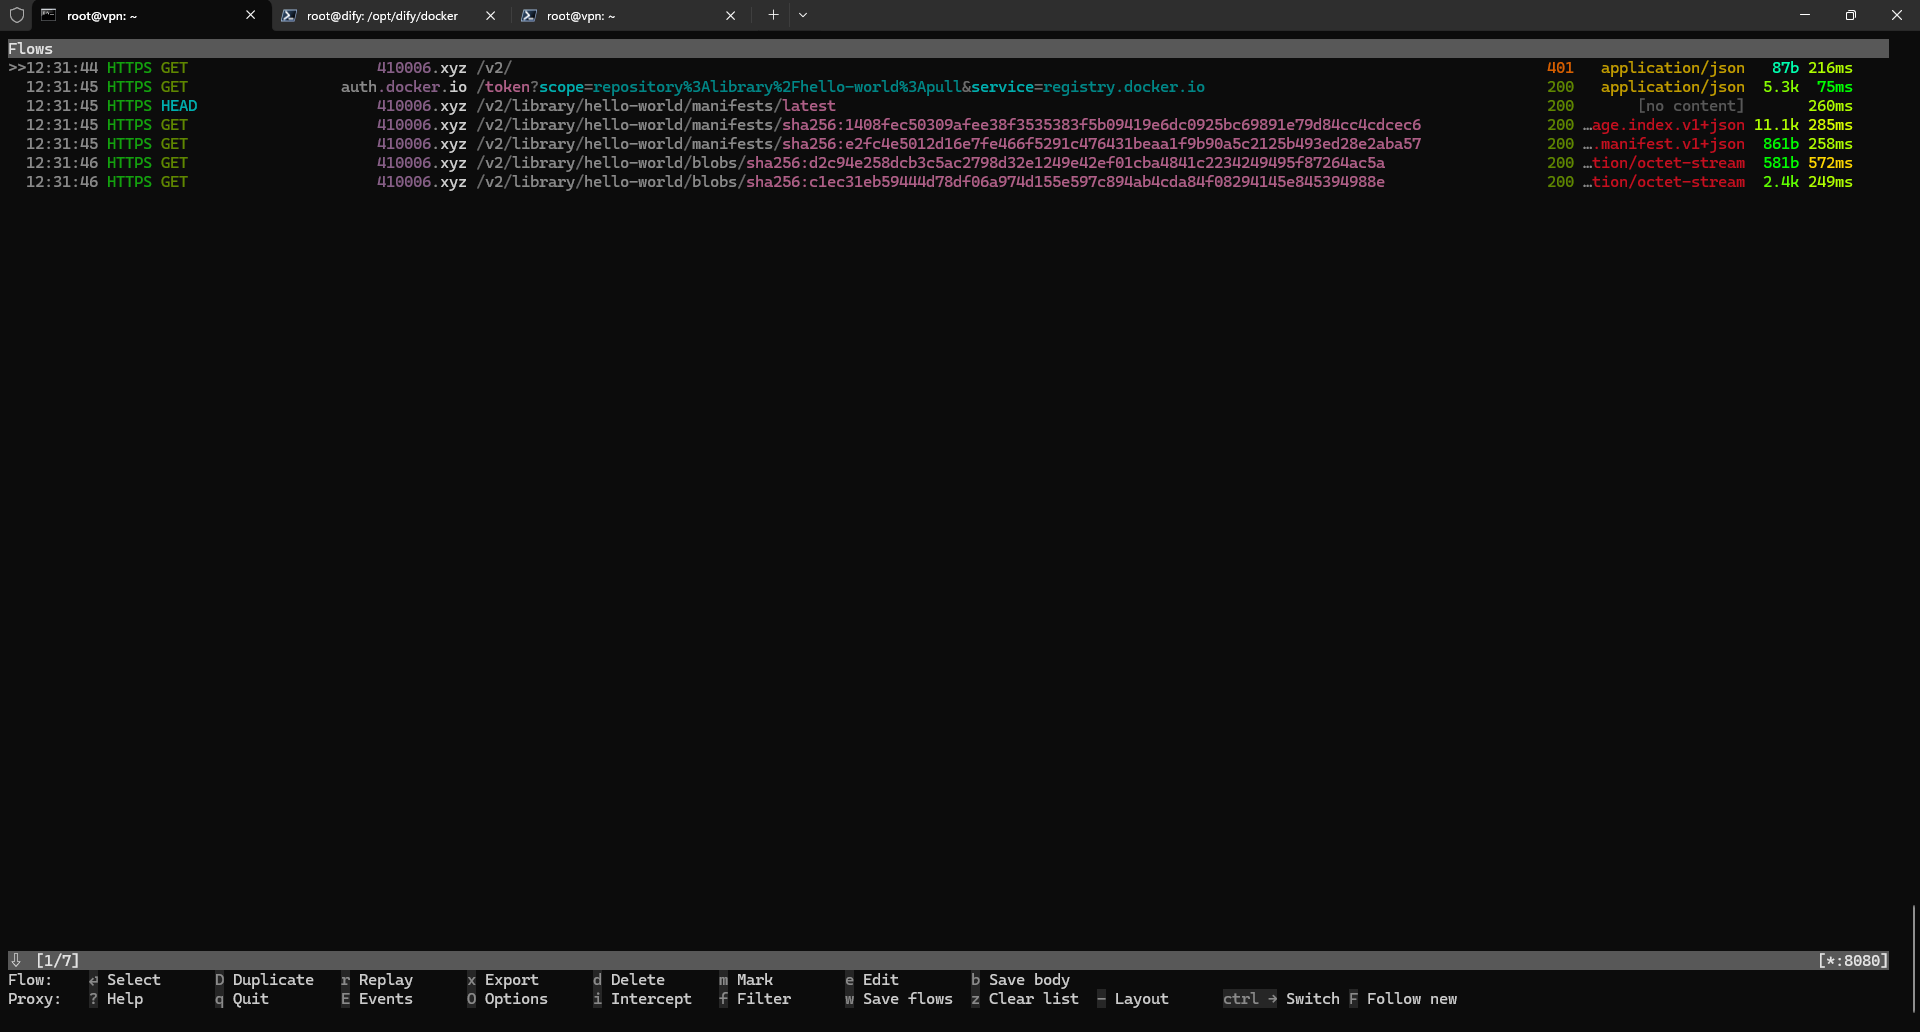 root@vpn: ~ root@dify: /opt/dify/docker root@vpn: ~
Flows
>>12:31:44 HTTPS GET 410006.xyz /v2/ 401 application/json 87b 216ms
12:31:45 HTTPS GET auth.docker.io /token?scope=repository%3Alibrary%2Fhello-world%3Apull&service=registry.docker.io 200 application/json 5.3k 75ms
12:31:45 HTTPS HEAD 410006.xyz /v2/library/hello-world/manifests/latest 200 [no content] 260ms
12:31:45 HTTPS GET 410006.xyz /v2/library/hello-world/manifests/sha256:1408fec50309afee38f3535383f5b09419e6dc0925bc69891e79d84cc4cdcec6 200 …age.index.v1+json 11.1k 285ms
12:31:45 HTTPS GET 410006.xyz /v2/library/hello-world/manifests/sha256:e2fc4e5012d16e7fe466f5291c476431beaa1f9b90a5c2125b493ed28e2aba57 200 ….manifest.v1+json 861b 258ms
12:31:46 HTTPS GET 410006.xyz /v2/library/hello-world/blobs/sha256:d2c94e258dcb3c5ac2798d32e1249e42ef01cba4841c2234249495f87264ac5a 200 …tion/octet-stream 581b 572ms
12:31:46 HTTPS GET 410006.xyz /v2/library/hello-world/blobs/sha256:c1ec31eb59444d78df06a974d155e597c894ab4cda84f08294145e845394988e 200 …tion/octet-stream 2.4k 249ms
⇩ [1/7] [*:8080]
Flow: ↵ Select D Duplicate r Replay x Export d Delete m Mark e Edit b Save body
Proxy: ? Help q Quit E Events O Options i Intercept f Filter w Save flows z Clear list - Layout ctrl → Switch F Follow new